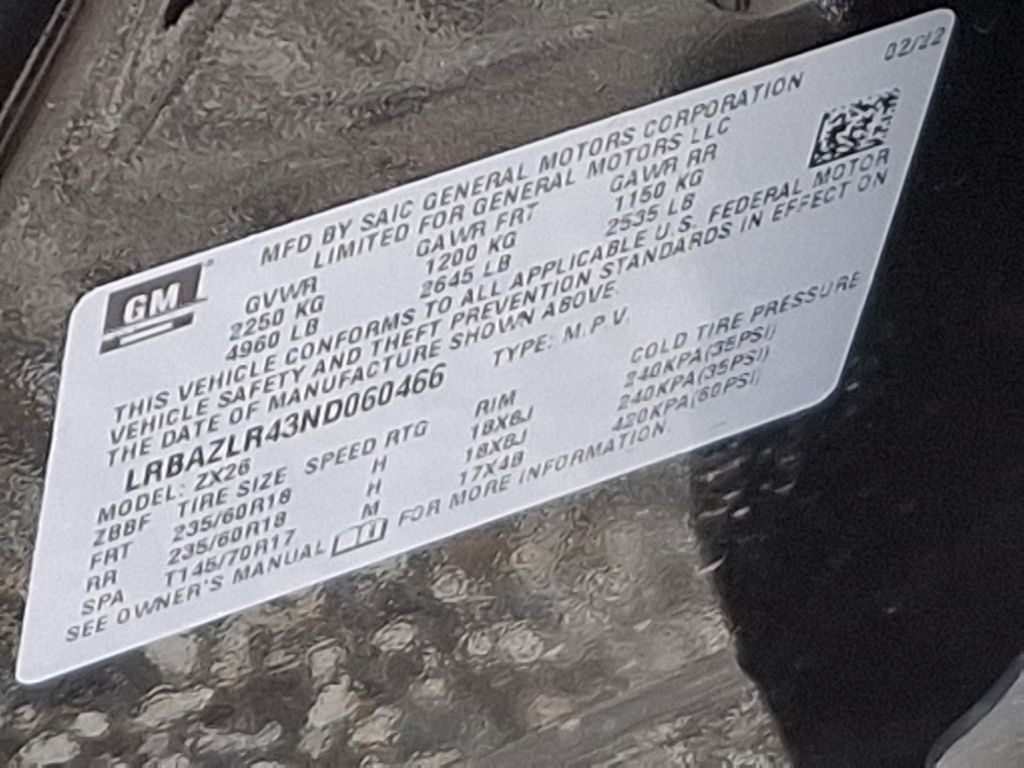 02/22
GM
MFD BY SAIC GENERAL MOTORS CORPORATION
LIMITED FOR GENERAL MOTORS LLC
GVWR GAWR FRT GAWR RR
2250 KG 1200 KG 1150 KG
4960 LB 2645 LB 2535 LB
THIS VEHICLE CONFORMS TO ALL APPLICABLE U.S. FEDERAL MOTOR
VEHICLE SAFETY AND THEFT PREVENTION STANDARDS IN EFFECT ON
THE DATE OF MANUFACTURE SHOWN ABOVE.
LRBAZLR43ND060466 TYPE: M.P.V.
MODEL: ZX26
ZBBF TIRE SIZE SPEED RTG RIM COLD TIRE PRESSURE
FRT 235/60R18 H 18X8J 240KPA(35PSI)
RR 235/60R18 H 18X8J 240KPA(35PSI)
SPA T145/70R17 M 17X4B 420KPA(60PSI)
SEE OWNER'S MANUAL FOR MORE INFORMATION.